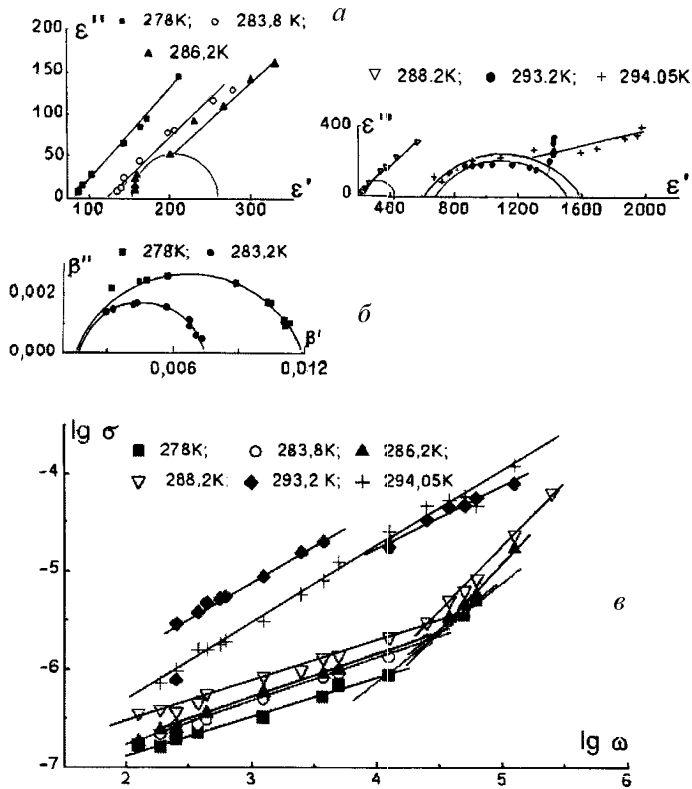 ε" 278K; 283,8 K; а
286,2K
200
150
100
50
0
100 200 300 ε'
288.2K; 293.2K; 294.05K
400 ε"
0
400 800 1200 1600 2000 ε'
278K; 283,2K
β"
0,002
0,000
0,006 0,012
β'
б
lg σ
278K; 283,8K; 286,2K;
288,2K; 293,2 K; 294,05K
-4
-5
-6
-7
2 3 4 5 6
lg ω
в